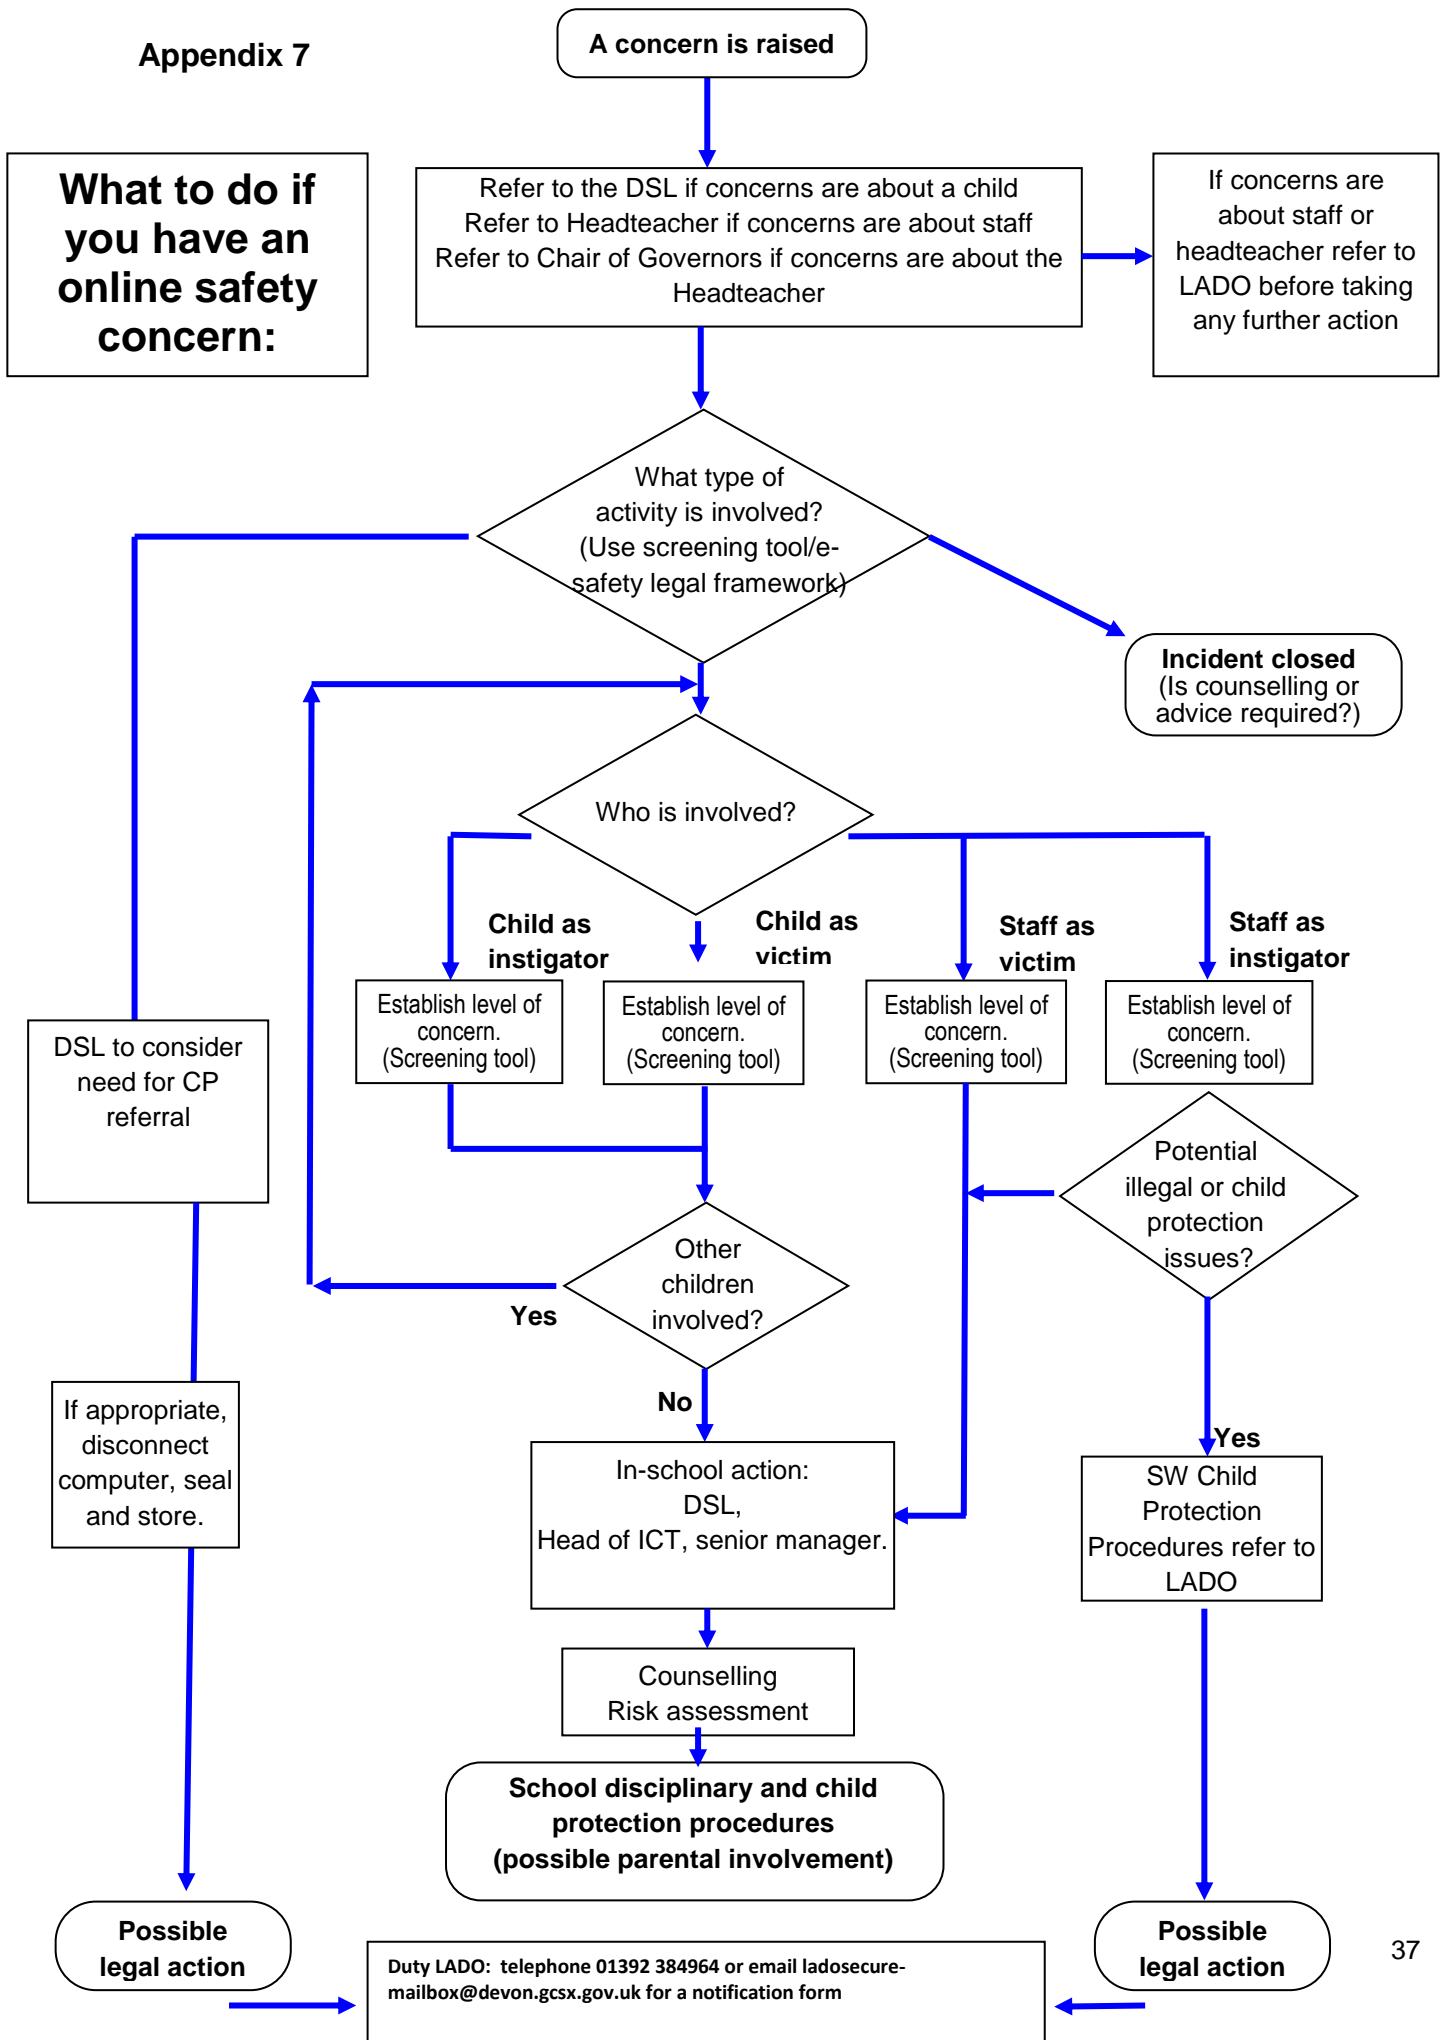 Appendix 7
A concern is raised
What to do if
you have an
online safety
concern:
Refer to the DSL if concerns are about a child
Refer to Headteacher if concerns are about staff
Refer to Chair of Governors if concerns are about the
Headteacher
If concerns are
about staff or
headteacher refer to
LADO before taking
any further action
What type of
activity is involved?
(Use screening tool/e-
safety legal framework)
Incident closed
(Is counselling or
advice required?)
Who is involved?
Child as
instigator
Child as
victim
Staff as
victim
Staff as
instigator
Establish level of
concern.
(Screening tool)
Establish level of
concern.
(Screening tool)
Establish level of
concern.
(Screening tool)
Establish level of
concern.
(Screening tool)
DSL to consider
need for CP
referral
Potential
illegal or child
protection
issues?
Other
children
involved?
Yes
No
Yes
If appropriate,
disconnect
computer, seal
and store.
In-school action:
DSL,
Head of ICT, senior manager.
SW Child
Protection
Procedures refer to
LADO
Counselling
Risk assessment
School disciplinary and child
protection procedures
(possible parental involvement)
Possible
legal action
Possible
legal action
37
Duty LADO:  telephone 01392 384964 or email ladosecure-
mailbox@devon.gcsx.gov.uk for a notification form